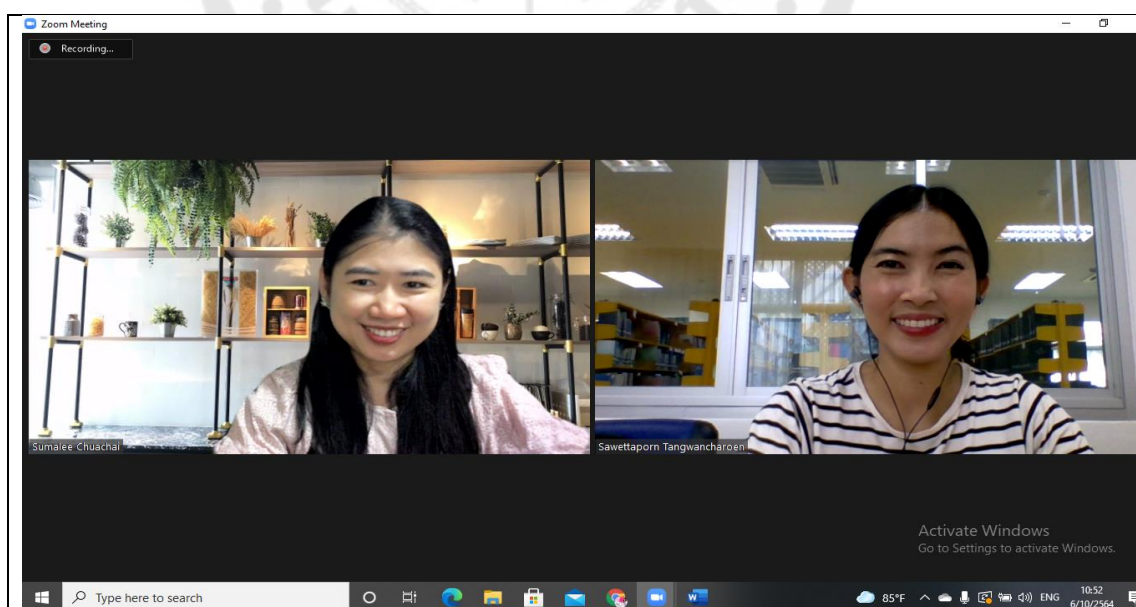 Zoom Meeting
Recording...
Sumalee Chuachai
Sawettaporn Tangwancharoen
Activate Windows
Go to Settings to activate Windows.
Type here to search
85°F
ENG
10:52
6/10/2564